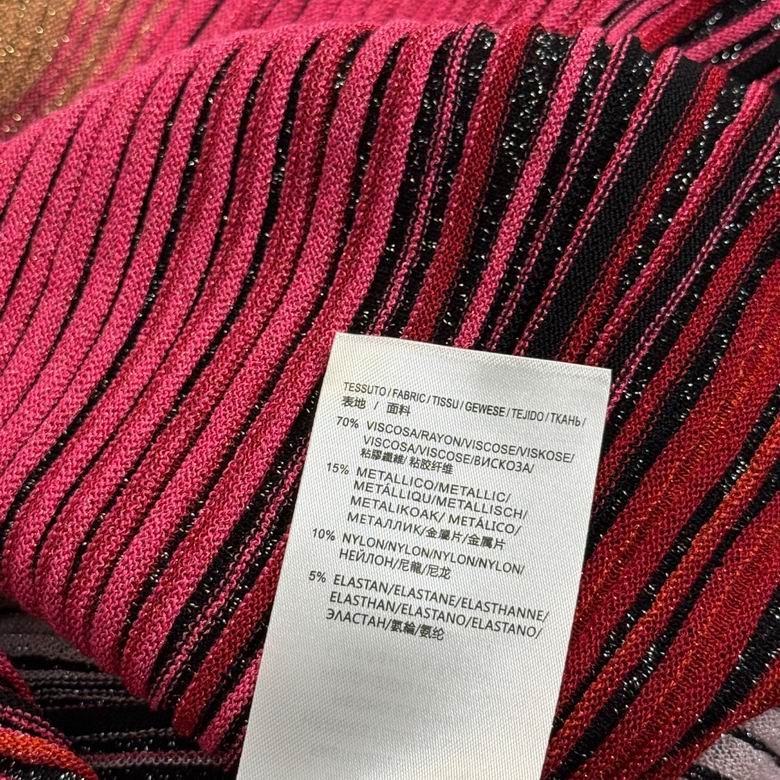 TESSUTO/FABRIC/TISSU/GEWESE/TEJIDO/ТКАНЬ/
表地 / 面料
70% VISCOSA/RAYON/VISCOSE/VISKOSE/
VISCOSA/VISCOSE/ВИСКОЗА/
粘膠纖維/粘胶纤维
15% METALLICO/METALLIC/
METÁLLIQU/METALLISCH/
METALIKOAK/ METÁLICO/
МЕТАЛЛИК/金屬片/金属片
10% NYLON/NYLON/NYLON/NYLON/
НЕЙЛОН/尼龍/尼龙
5% ELASTAN/ELASTANE/ELASTHANNE/
ELASTHAN/ELASTANO/ELASTANO/
ЭЛАСТАН/氨綸/氨纶